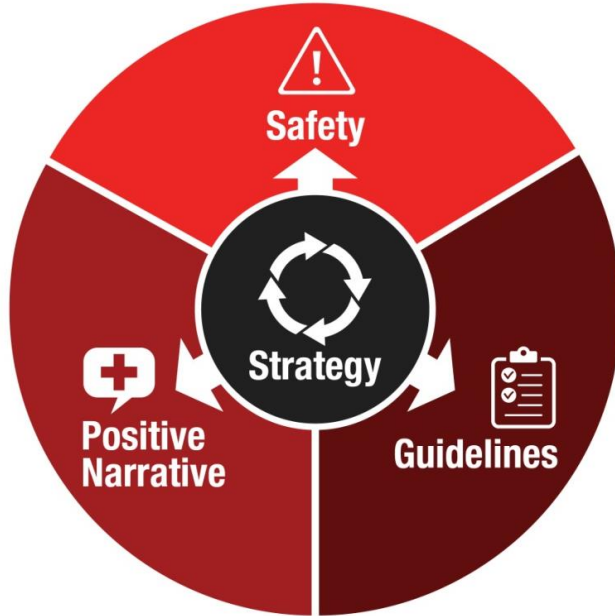 Safety
Strategy
Positive
Narrative
Guidelines